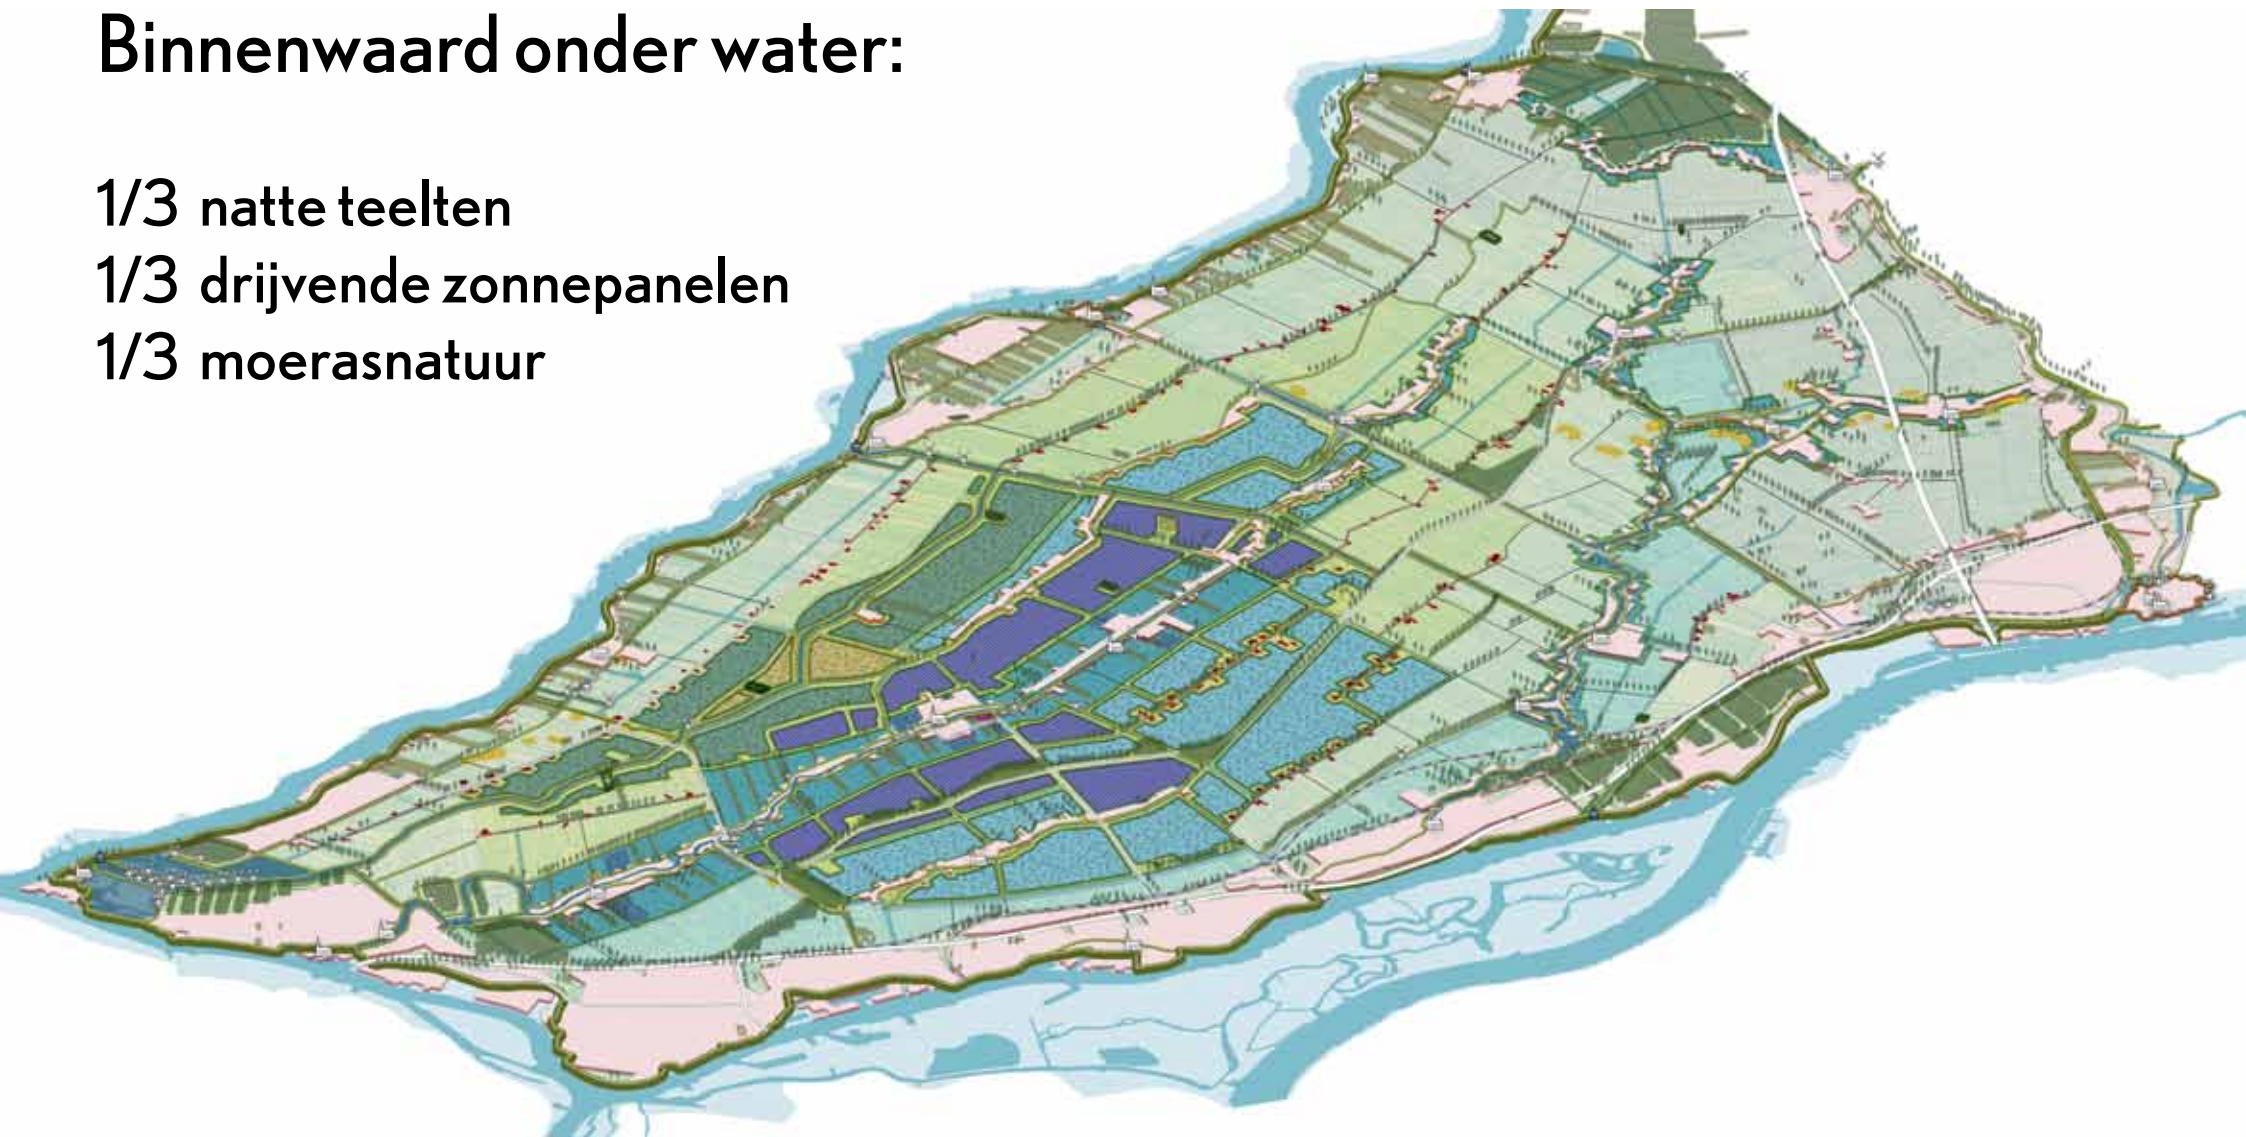 Binnenwaard onder water:
1/3 natte teelten
1/3 drijvende zonnepanelen
1/3 moerasnatuur